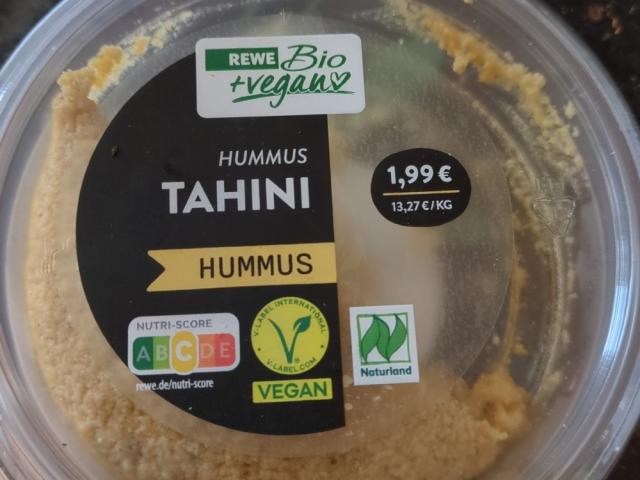 REWE Bio
+vegan
HUMMUS
TAHINI
1,99 €
13,27 €/KG
HUMMUS
NUTRI-SCORE
ABCDE
rewe.de/nutri-score
V-LABEL INTERNATIONAL
V-LABEL.COM
VEGAN
Naturland